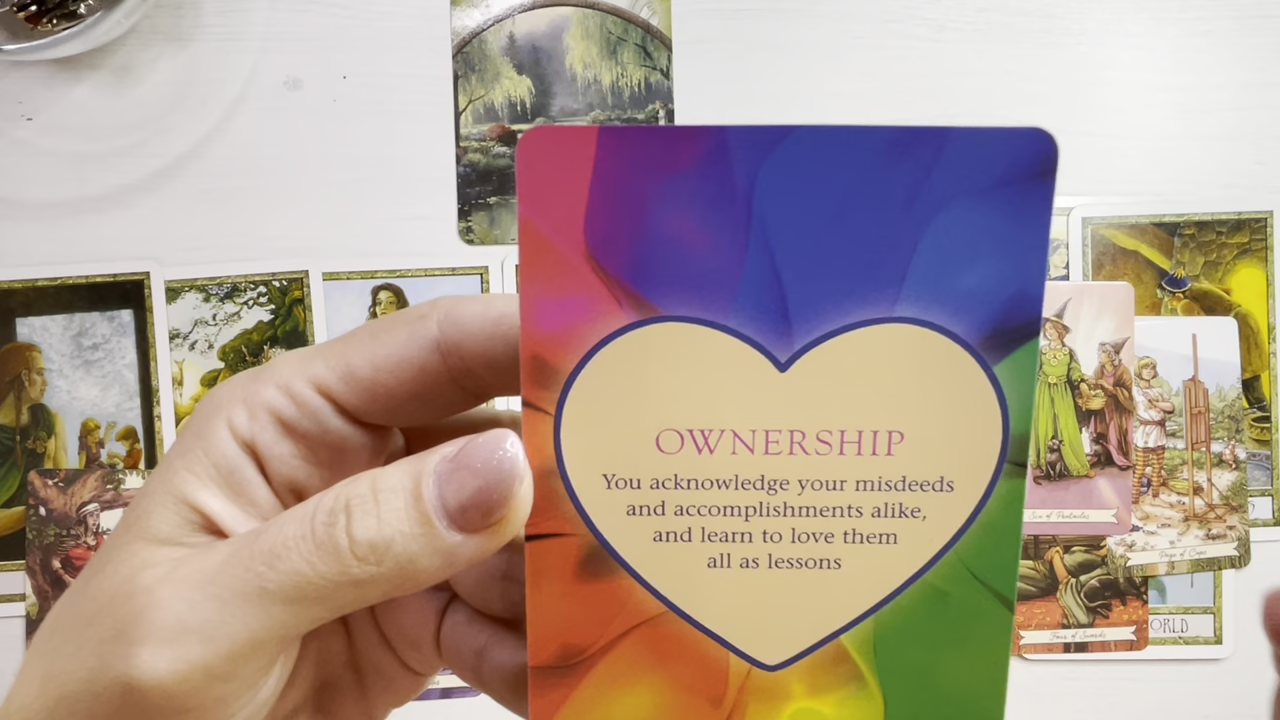 OWNERSHIP
You acknowledge your misdeeds
and accomplishments alike,
and learn to love them
all as lessons
Six of Pentacles
Page of Cups
Four of Swords
ORLD